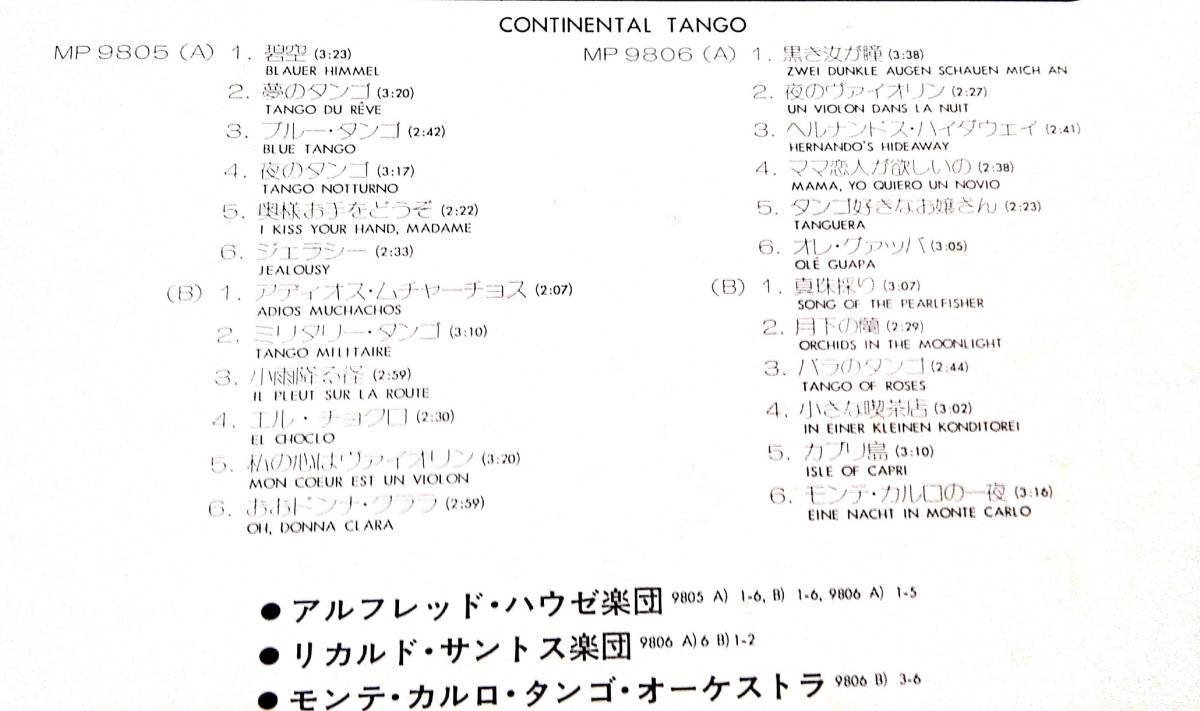 CONTINENTAL TANGO
MP 9805 (A) 1. 碧空 (3:23)
BLAUER HIMMEL
2. 夢のタンゴ (3:20)
TANGO DU RÊVE
3. ブルー・タンゴ (2:42)
BLUE TANGO
4. 夜のタンゴ (3:17)
TANGO NOTTURNO
5. 奥様お手をどうぞ (2:22)
I KISS YOUR HAND, MADAME
6. ジェラシー (2:33)
JEALOUSY
(B) 1. アディオス・ムチャーチョス (2:07)
ADIOS MUCHACHOS
2. ミリタリー・タンゴ (3:10)
TANGO MILITAIRE
3. 小雨降る径 (2:59)
IL PLEUT SUR LA ROUTE
4. エル・チョクロ (2:30)
EL CHOCLO
5. 私の心はヴァイオリン (3:20)
MON COEUR EST UN VIOLON
6. おおドンナ・クララ (2:59)
OH, DONNA CLARA
MP 9806 (A) 1. 黒き汝が瞳 (3:38)
ZWEI DUNKLE AUGEN SCHAUEN MICH AN
2. 夜のヴァイオリン (2:27)
UN VIOLON DANS LA NUIT
3. ヘルナンドス・ハイダウェイ (2:41)
HERNANDO'S HIDEAWAY
4. ママ恋人が欲しいの (2:38)
MAMA, YO QUIERO UN NOVIO
5. タンゴ好きなお嬢さん (2:23)
TANGUERA
6. オレ・グァッパ (3:05)
OLÉ GUAPA
(B) 1. 真珠採り (3:07)
SONG OF THE PEARLFISHER
2. 月下の蘭 (2:29)
ORCHIDS IN THE MOONLIGHT
3. バラのタンゴ (2:44)
TANGO OF ROSES
4. 小さな喫茶店 (3:02)
IN EINER KLEINEN KONDITOREI
5. カプリ島 (3:10)
ISLE OF CAPRI
6. モンテ・カルロの一夜 (3:16)
EINE NACHT IN MONTE CARLO
● アルフレッド・ハウゼ楽団 9805 A) 1-6, B) 1-6, 9806 A) 1-5
● リカルド・サントス楽団 9806 A) 6 B) 1-2
● モンテ・カルロ・タンゴ・オーケストラ 9806 B) 3-6